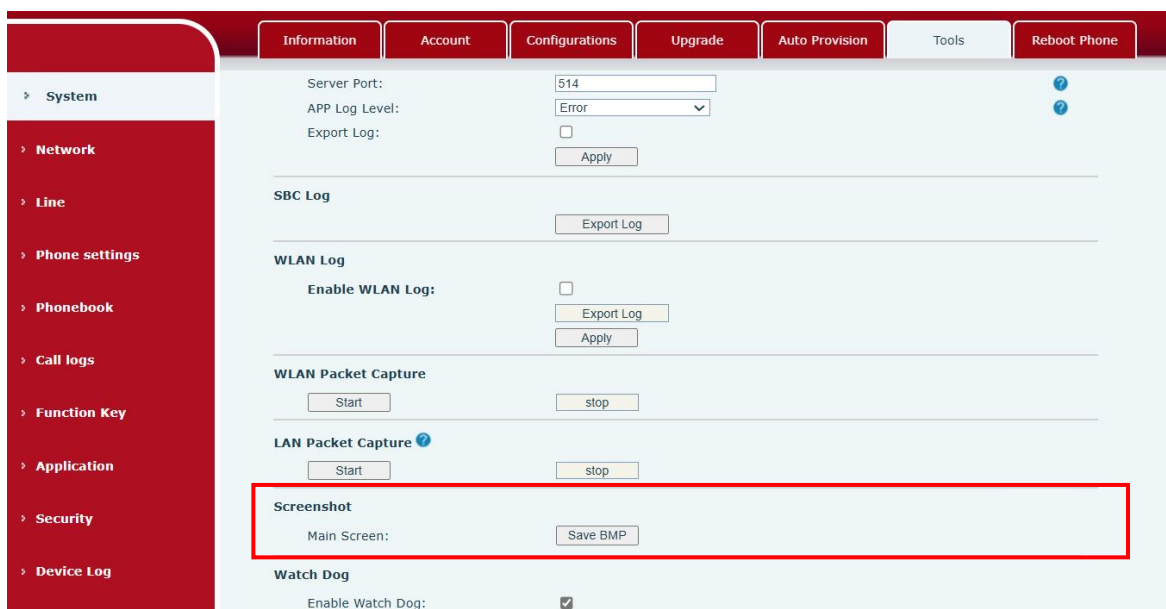 Information Account Configurations Upgrade Auto Provision Tools Reboot Phone
System
Network
Line
Phone settings
Phonebook
Call logs
Function Key
Application
Security
Device Log
Server Port: 514
APP Log Level: Error
Export Log:
Apply
SBC Log
Export Log
WLAN Log
Enable WLAN Log:
Export Log
Apply
WLAN Packet Capture
Start stop
LAN Packet Capture
Start stop
Screenshot
Main Screen: Save BMP
Watch Dog
Enable Watch Dog: